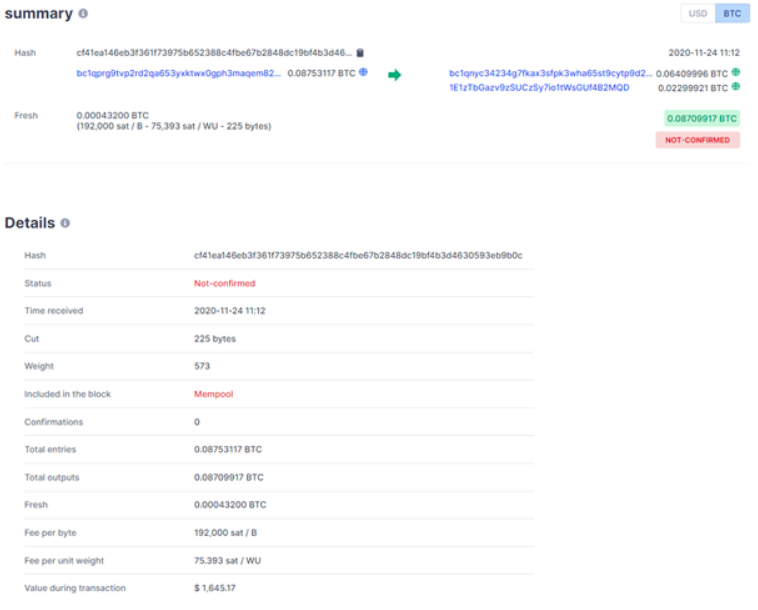 summary
USD BTC
Hash cf41ea146eb3f361f73975b652388c4fbe67b2848dc19bf4b3d46... 2020-11-24 11:12
bc1qprg9tvp2rd2qa653yxktwx0gph3maqem82... 0.08753117 BTC bc1qnyc34234g7fkax3sfpk3wha65st9cytp9d2... 0.06409996 BTC
1E1zTbGazv9zSUCzSy7io1tWsGUf4B2MQD 0.02299921 BTC
Fresh 0.00043200 BTC 0.08709917 BTC
(192,000 sat / B - 75,393 sat / WU - 225 bytes)
NOT-CONFIRMED
Details
Hash cf41ea146eb3f361f73975b652388c4fbe67b2848dc19bf4b3d4630593eb9b0c
Status Not-confirmed
Time received 2020-11-24 11:12
Cut 225 bytes
Weight 573
Included in the block Mempool
Confirmations 0
Total entries 0.08753117 BTC
Total outputs 0.08709917 BTC
Fresh 0.00043200 BTC
Fee per byte 192,000 sat / B
Fee per unit weight 75.393 sat / WU
Value during transaction $ 1,645.17